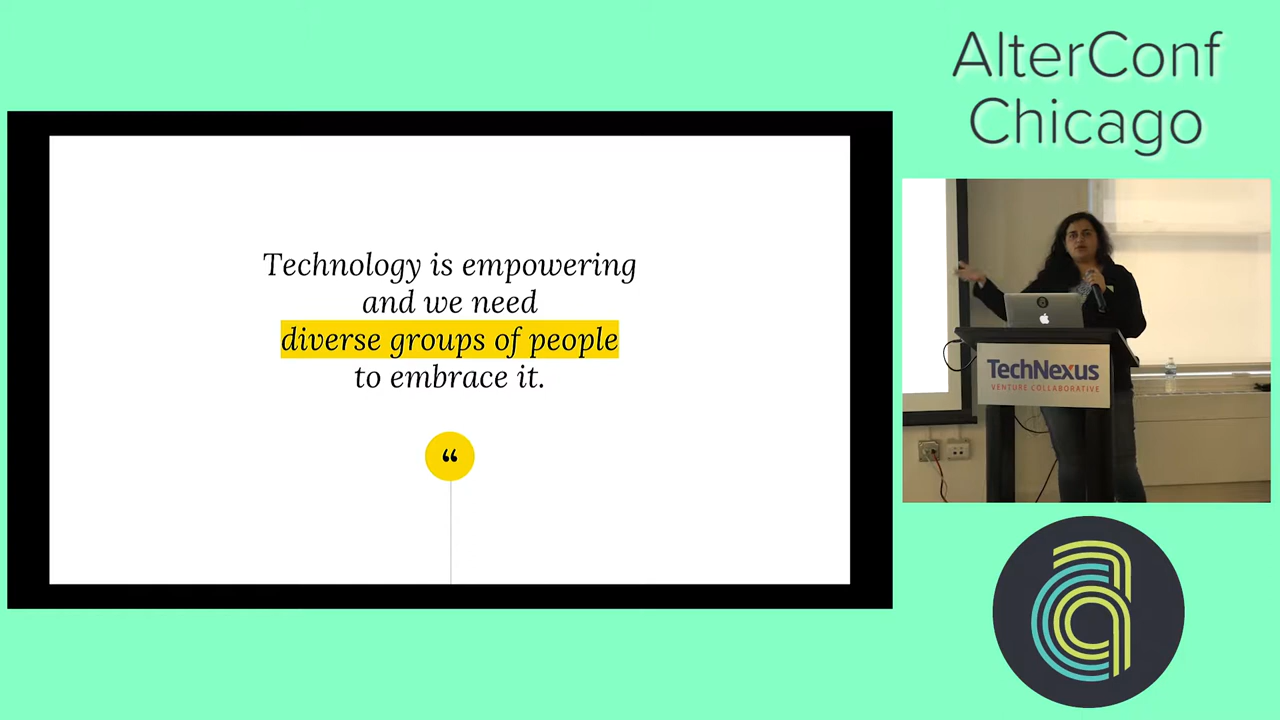 AlterConf
Chicago
Technology is empowering
and we need
diverse groups of people
to embrace it.
“
TechNexus
VENTURE COLLABORATIVE